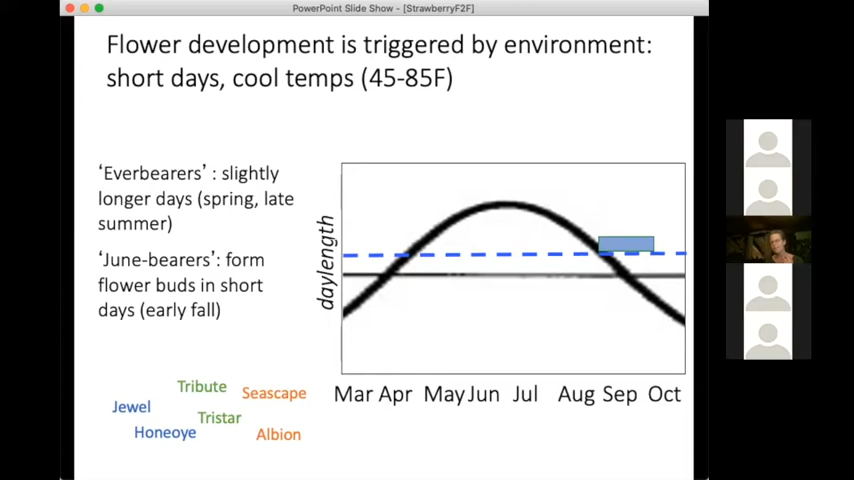 PowerPoint Slide Show - [StrawberryF2F]
Flower development is triggered by environment:
short days, cool temps (45-85F)
‘Everbearers’ : slightly
longer days (spring, late
summer)
‘June-bearers’: form
flower buds in short
days (early fall)
daylength
Mar Apr May Jun Jul Aug Sep Oct
Tribute
Seascape
Jewel
Tristar
Honeoye
Albion